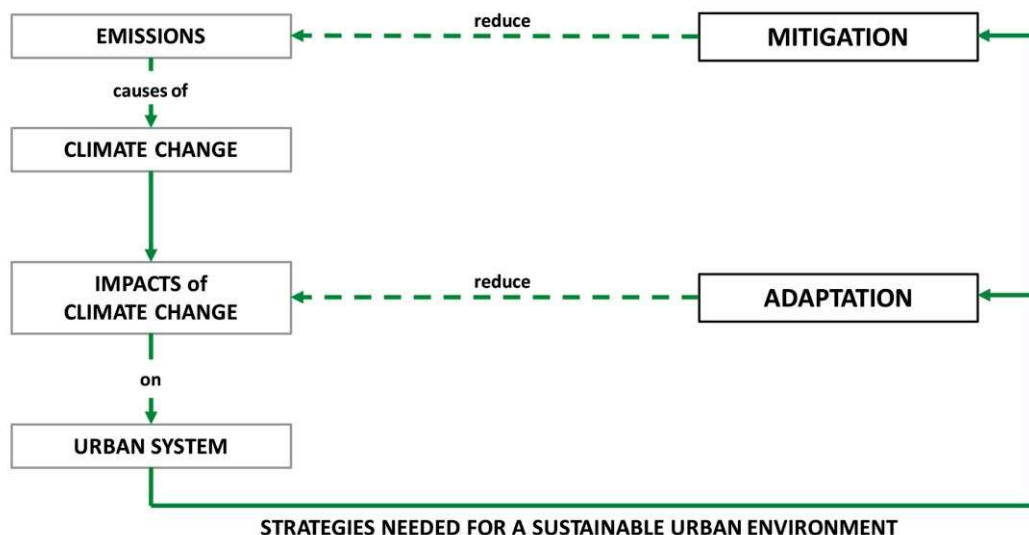 EMISSIONS
reduce
MITIGATION
causes of
CLIMATE CHANGE
IMPACTS of
CLIMATE CHANGE
reduce
ADAPTATION
on
URBAN SYSTEM
STRATEGIES NEEDED FOR A SUSTAINABLE URBAN ENVIRONMENT